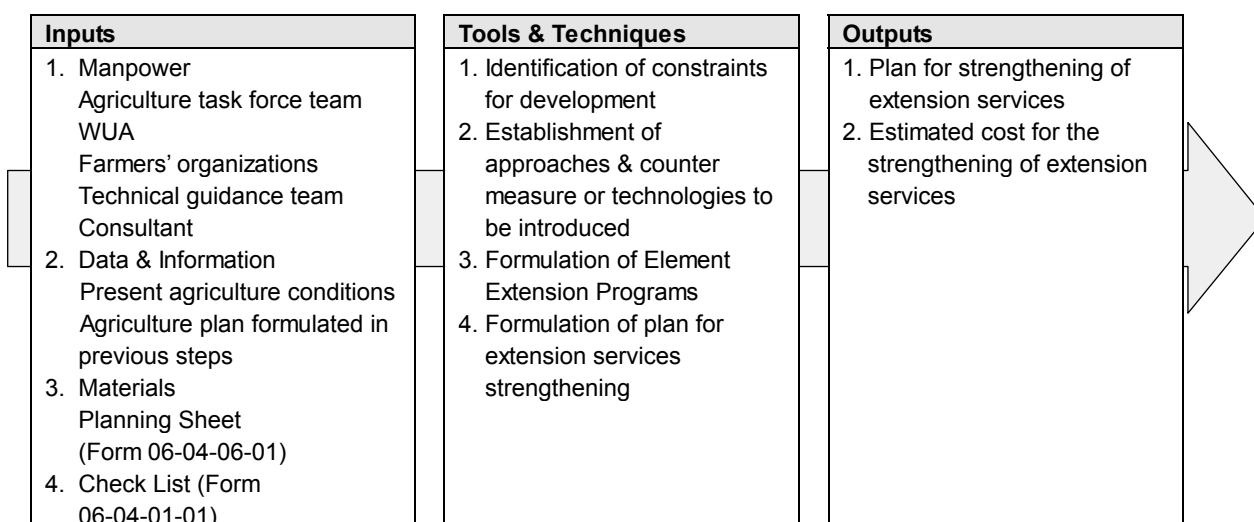 Inputs
1. Manpower
Agriculture task force team
WUA
Farmers' organizations
Technical guidance team
Consultant
2. Data & Information
Present agriculture conditions
Agriculture plan formulated in
previous steps
3. Materials
Planning Sheet
(Form 06-04-06-01)
4. Check List (Form
06-04-01-01)
Tools & Techniques
1. Identification of constraints
for development
2. Establishment of
approaches & counter
measure or technologies to
be introduced
3. Formulation of Element
Extension Programs
4. Formulation of plan for
extension services
strengthening
Outputs
1. Plan for strengthening of
extension services
2. Estimated cost for the
strengthening of extension
services